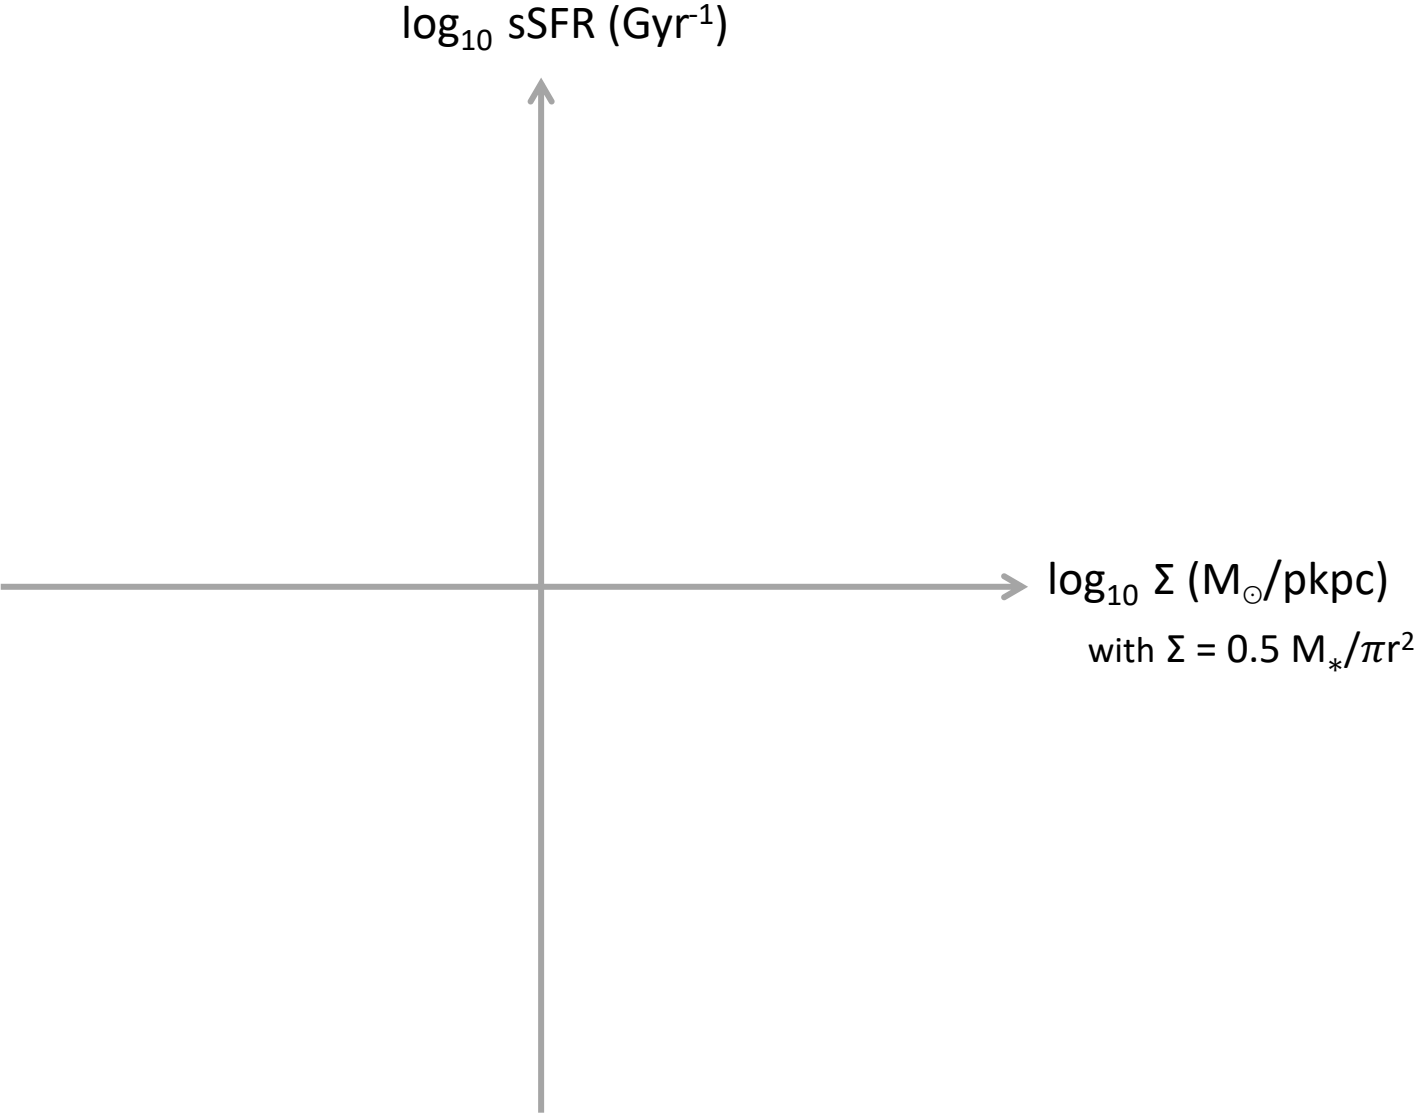 log₁₀ sSFR (Gyr⁻¹)
log₁₀ Σ (M☉/pkpc)
with Σ = 0.5 M⁎/πr²